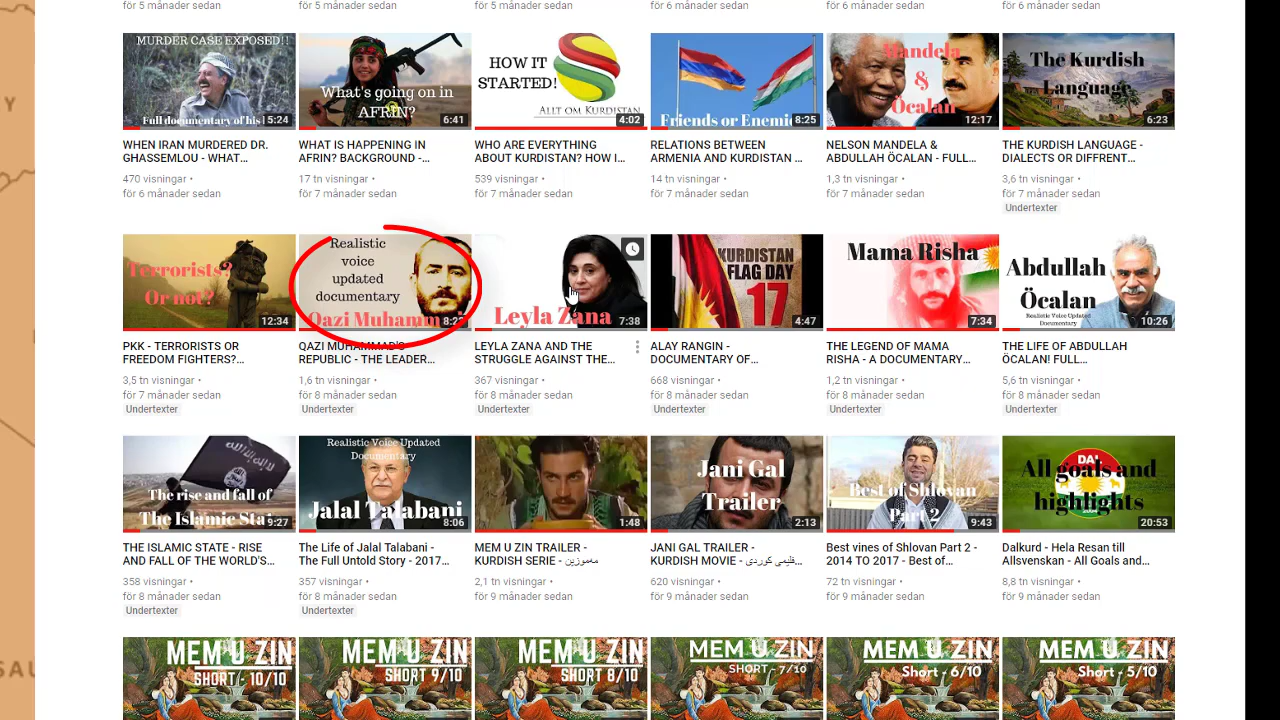 för 5 månader sedan
för 5 månader sedan
för 5 månader sedan
för 6 månader sedan
för 6 månader sedan
för 6 månader sedan
MURDER CASE EXPOSED!!
Full documentary of his
5:24
What's going on in
AFRIN?
6:41
HOW IT
STARTED!
ALLT OM KURDISTAN
4:02
Friends or Enemie
8:25
Mandela
&
Öcalan
12:17
The Kurdish
Language
6:23
WHEN IRAN MURDERED DR.
GHASSEMLOU - WHAT...
470 visningar •
för 6 månader sedan
WHAT IS HAPPENING IN
AFRIN? BACKGROUND -...
17 tn visningar •
för 7 månader sedan
WHO ARE EVERYTHING
ABOUT KURDISTAN? HOW I...
539 visningar •
för 7 månader sedan
RELATIONS BETWEEN
ARMENIA AND KURDISTAN ...
14 tn visningar •
för 7 månader sedan
NELSON MANDELA &
ABDULLAH ÖCALAN - FULL...
1,3 tn visningar •
för 7 månader sedan
THE KURDISH LANGUAGE -
DIALECTS OR DIFFRENT...
3,6 tn visningar •
för 7 månader sedan
Undertexter
Terrorists?
Or not?
12:34
Realistic
voice
updated
documentary
Qazi Muhamm
Leyla Zana
7:38
KURDISTAN
FLAG DAY
17
4:47
Mama Risha
7:34
Abdullah
Öcalan
Realistic Voice Updated
Documentary
10:26
PKK - TERRORISTS OR
FREEDOM FIGHTERS?...
3,5 tn visningar •
för 7 månader sedan
Undertexter
QAZI MUHAMMAD'S
REPUBLIC - THE LEADER...
1,6 tn visningar •
för 8 månader sedan
Undertexter
LEYLA ZANA AND THE
STRUGGLE AGAINST THE...
367 visningar •
för 8 månader sedan
Undertexter
ALAY RANGIN -
DOCUMENTARY OF...
668 visningar •
för 8 månader sedan
THE LEGEND OF MAMA
RISHA - A DOCUMENTARY...
1,2 tn visningar •
för 8 månader sedan
THE LIFE OF ABDULLAH
ÖCALAN! FULL...
5,6 tn visningar •
för 8 månader sedan
Undertexter
The rise and fall of
The Islamic Sta
9:27
Realistic Voice Updated
Documentary
Jalal Talabani
8:06
1:48
Jani Gal
Trailer
2:13
Best of Shlovan
Part 2
9:43
DAL
All goals and
highlights
20:53
THE ISLAMIC STATE - RISE
AND FALL OF THE WORLD'S...
358 visningar •
för 8 månader sedan
Undertexter
The Life of Jalal Talabani -
The Full Untold Story - 2017...
357 visningar •
för 8 månader sedan
Undertexter
MEM U ZIN TRAILER -
KURDISH SERIE - مەموزین
2,1 tn visningar •
för 9 månader sedan
JANI GAL TRAILER -
KURDISH MOVIE - فلیمی کوردی...
620 visningar •
för 9 månader sedan
Best vines of Shlovan Part 2 -
2014 TO 2017 - Best of...
72 tn visningar •
för 9 månader sedan
Dalkurd - Hela Resan till
Allsvenskan - All Goals and...
8,8 tn visningar •
för 9 månader sedan
MEM U ZIN
SHORT - 10/10
MEM U ZIN
SHORT 9/10
MEM U ZIN
SHORT 8/10
MEM U ZIN
SHORT - 7/10
MEM U ZIN
Short - 6/10
MEM U ZIN
Short - 5/10